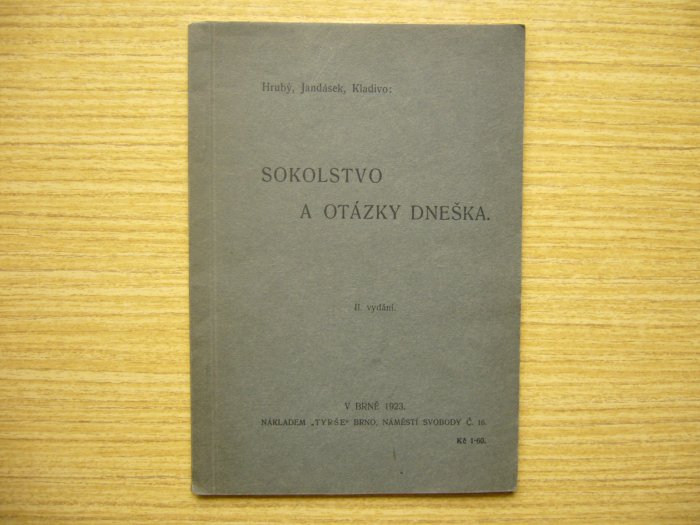 Hrubý, Jandásek, Kladivo:
SOKOLSTVO
A OTÁZKY DNEŠKA.
II. vydání.
V BRNĚ 1923.
NÁKLADEM „TYRŠE“ BRNO, NÁMĚSTÍ SVOBODY Č. 16.
Kč 1·60.